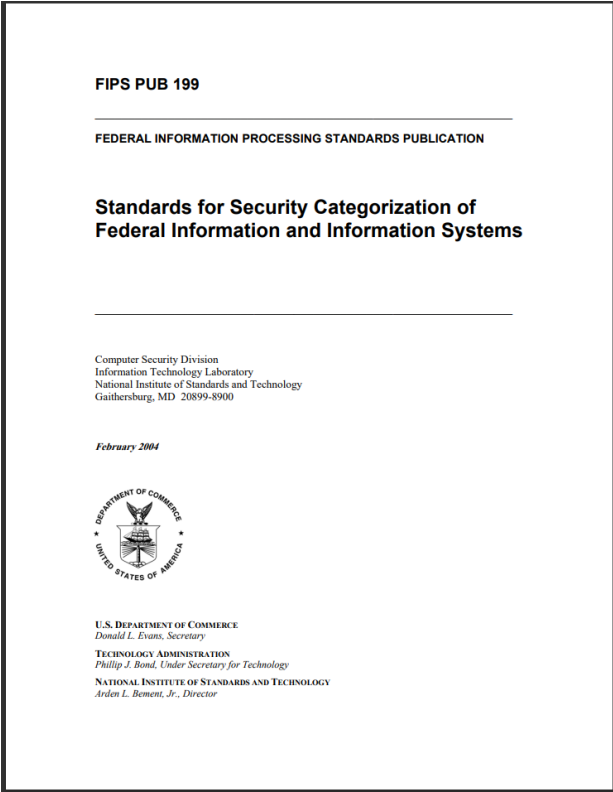 FIPS PUB 199
FEDERAL INFORMATION PROCESSING STANDARDS PUBLICATION
Standards for Security Categorization of
Federal Information and Information Systems
Computer Security Division
Information Technology Laboratory
National Institute of Standards and Technology
Gaithersburg, MD 20899-8900
February 2004
DEPARTMENT OF COMMERCE
UNITED STATES OF AMERICA
U.S. DEPARTMENT OF COMMERCE
Donald L. Evans, Secretary
TECHNOLOGY ADMINISTRATION
Phillip J. Bond, Under Secretary for Technology
NATIONAL INSTITUTE OF STANDARDS AND TECHNOLOGY
Arden L. Bement, Jr., Director